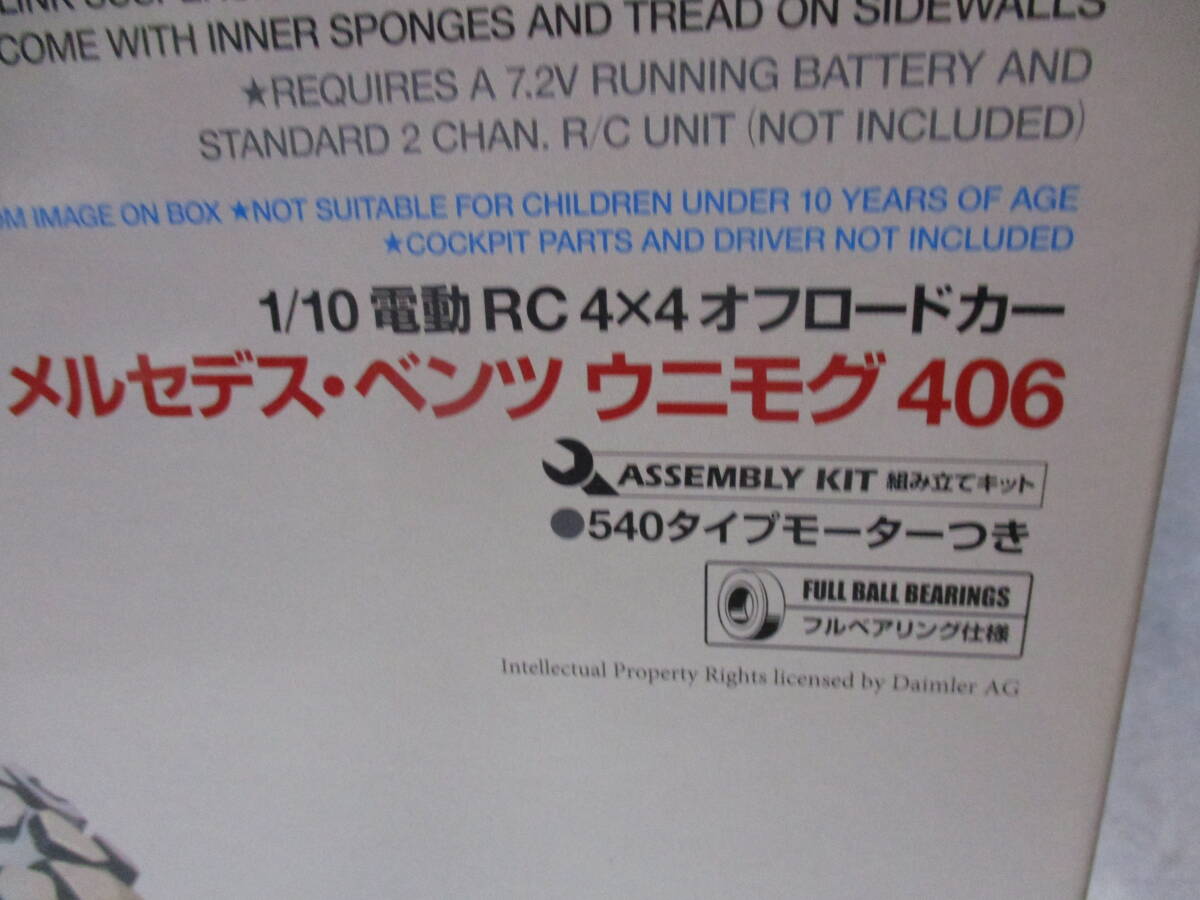 COME WITH INNER SPONGES AND TREAD ON SIDEWALLS
★REQUIRES A 7.2V RUNNING BATTERY AND
STANDARD 2 CHAN. R/C UNIT (NOT INCLUDED)
IMAGE ON BOX ★NOT SUITABLE FOR CHILDREN UNDER 10 YEARS OF AGE
★COCKPIT PARTS AND DRIVER NOT INCLUDED
1/10 電動 RC 4×4 オフロードカー
メルセデス・ベンツ ウニモグ 406
ASSEMBLY KIT 組み立てキット
●540タイプモーターつき
FULL BALL BEARINGS
フルベアリング仕様
Intellectual Property Rights licensed by Daimler AG